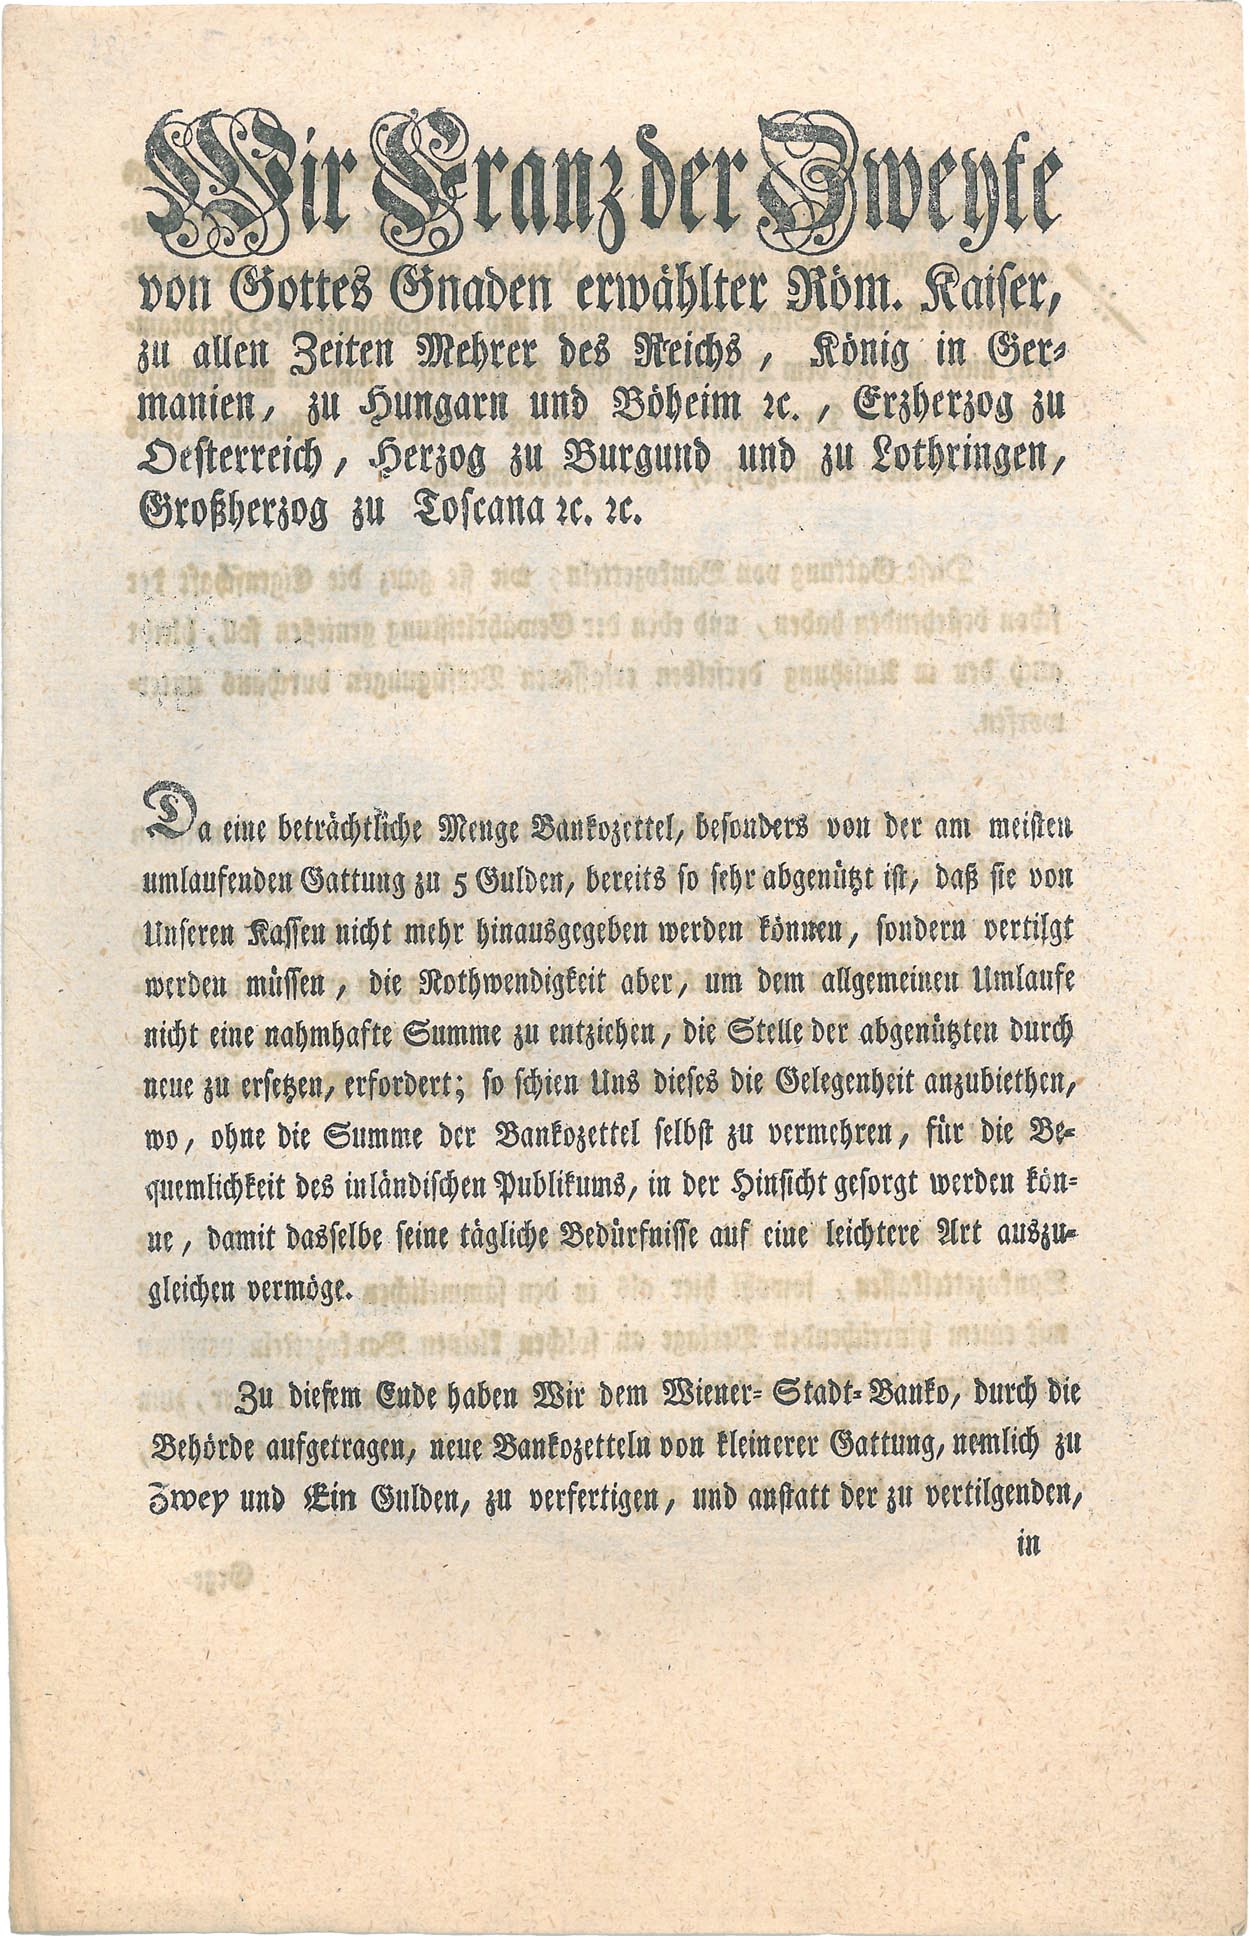 Wir Franz der Zweyte
von Gottes Gnaden erwählter Röm. Kaiser,
zu allen Zeiten Mehrer des Reichs, König in Ger-
manien, zu Hungarn und Böheim ꝛc., Erzherzog zu
Oesterreich, Herzog zu Burgund und zu Lothringen,
Großherzog zu Toscana ꝛc. ꝛc.
Da eine beträchtliche Menge Bankozettel, besonders von der am meisten
umlaufenden Gattung zu 5 Gulden, bereits so sehr abgenützt ist, daß sie von
Unseren Kassen nicht mehr hinausgegeben werden können, sondern vertilgt
werden müssen, die Nothwendigkeit aber, um dem allgemeinen Umlaufe
nicht eine nahmhafte Summe zu entziehen, die Stelle der abgenützten durch
neue zu ersetzen, erfordert; so schien Uns dieses die Gelegenheit anzubiethen,
wo, ohne die Summe der Bankozettel selbst zu vermehren, für die Be-
quemlichkeit des inländischen Publikums, in der Hinsicht gesorgt werden kön-
ne, damit dasselbe seine tägliche Bedürfnisse auf eine leichtere Art auszu-
gleichen vermöge.
Zu diesem Ende haben Wir dem Wiener-Stadt-Banko, durch die
Behörde aufgetragen, neue Bankozetteln von kleinerer Gattung, nemlich zu
Zwey und Ein Gulden, zu verfertigen, und anstatt der zu vertilgenden,
in